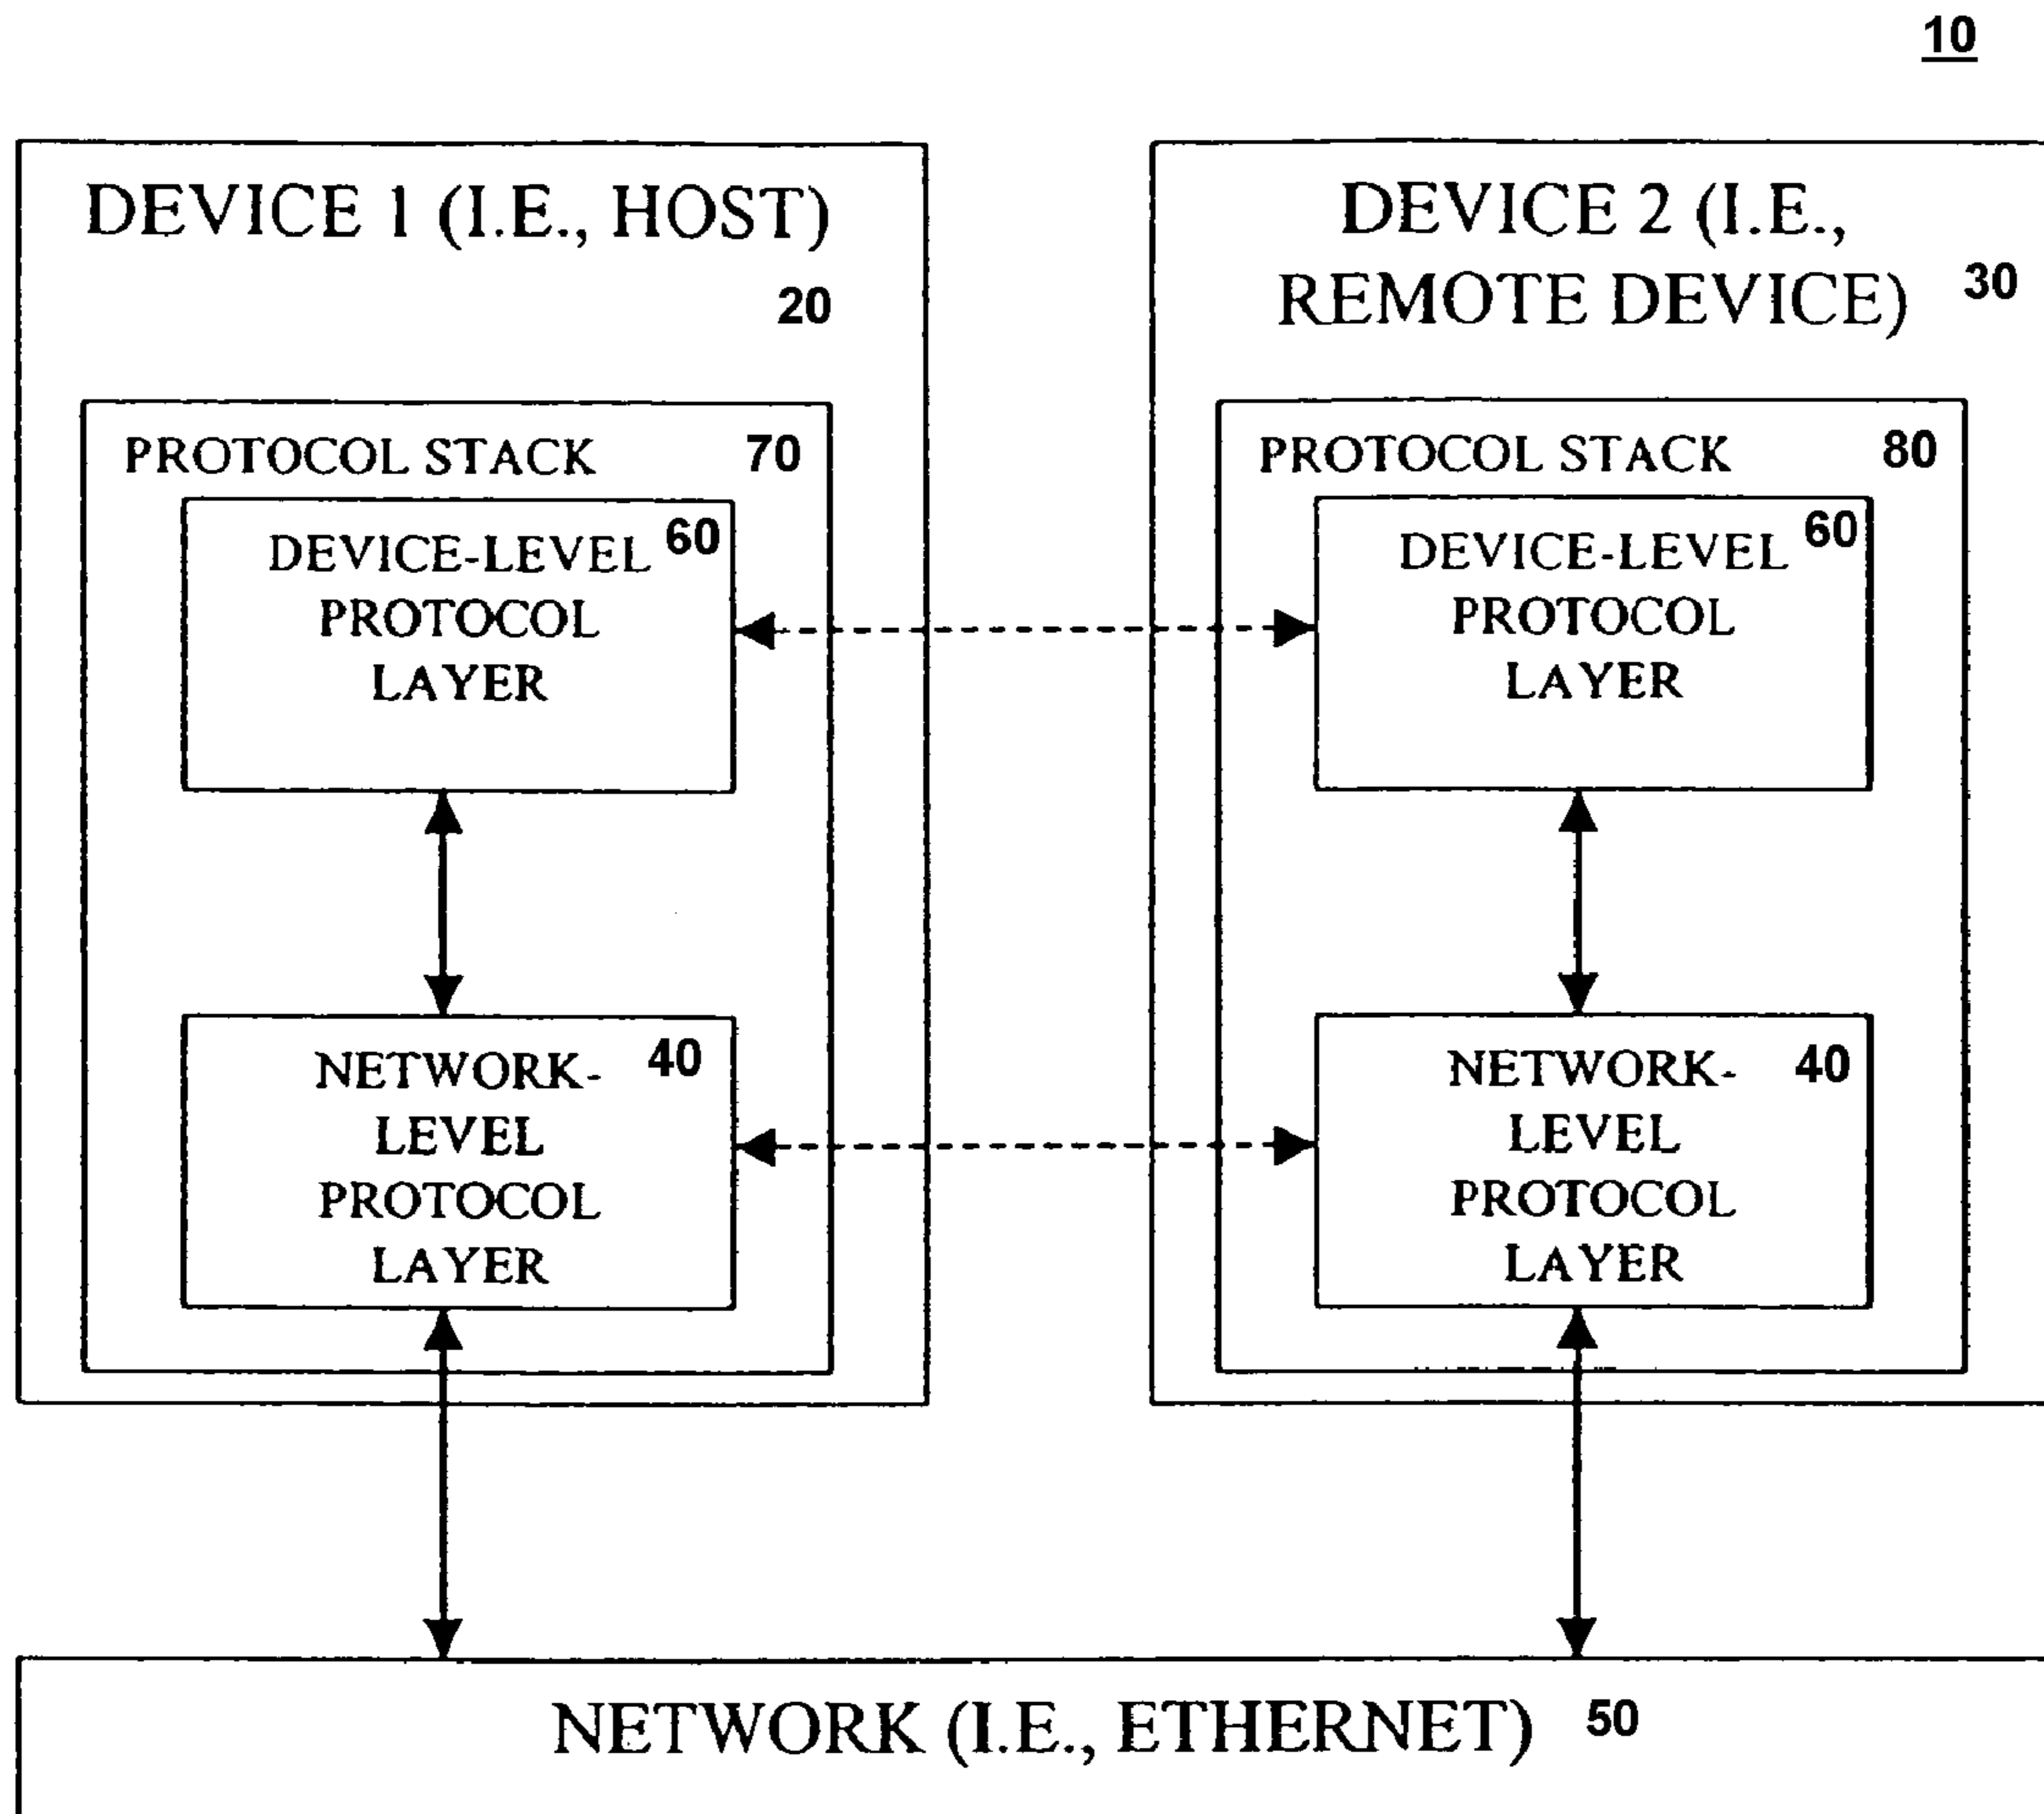 10
DEVICE 1 (I.E., HOST)
20
DEVICE 2 (I.E.,
REMOTE DEVICE) 30
PROTOCOL STACK 70
DEVICE-LEVEL 60
PROTOCOL
LAYER
NETWORK- 40
LEVEL
PROTOCOL
LAYER
PROTOCOL STACK 80
DEVICE-LEVEL 60
PROTOCOL
LAYER
NETWORK- 40
LEVEL
PROTOCOL
LAYER
NETWORK (I.E., ETHERNET) 50